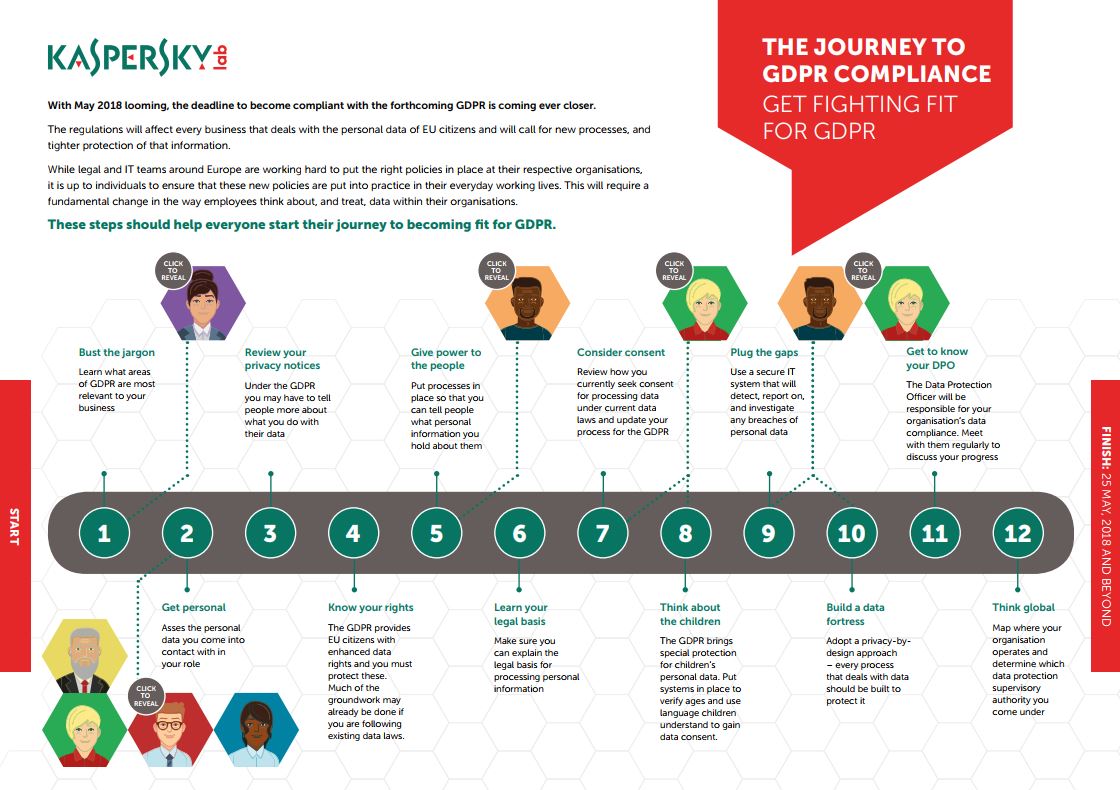 KASPERSKY lab
THE JOURNEY TO
GDPR COMPLIANCE
GET FIGHTING FIT
FOR GDPR
With May 2018 looming, the deadline to become compliant with the forthcoming GDPR is coming ever closer.
The regulations will affect every business that deals with the personal data of EU citizens and will call for new processes, and
tighter protection of that information.
While legal and IT teams around Europe are working hard to put the right policies in place at their respective organisations,
it is up to individuals to ensure that these new policies are put into practice in their everyday working lives. This will require a
fundamental change in the way employees think about, and treat, data within their organisations.
These steps should help everyone start their journey to becoming fit for GDPR.
CLICK
TO
REVEAL
CLICK
TO
REVEAL
CLICK
TO
REVEAL
CLICK
TO
REVEAL
Bust the jargon
Learn what areas
of GDPR are most
relevant to your
business
Review your
privacy notices
Under the GDPR
you may have to tell
people more about
what you do with
their data
Give power to
the people
Put processes in
place so that you
can tell people
what personal
information you
hold about them
Consider consent
Review how you
currently seek consent
for processing data
under current data
laws and update your
process for the GDPR
Plug the gaps
Use a secure IT
system that will
detect, report on,
and investigate
any breaches of
personal data
Get to know
your DPO
The Data Protection
Officer will be
responsible for your
organisation's data
compliance. Meet
with them regularly to
discuss your progress
START
1
2
3
4
5
6
7
8
9
10
11
12
FINISH: 25 MAY, 2018 AND BEYOND
Get personal
Asses the personal
data you come into
contact with in
your role
CLICK
TO
REVEAL
Know your rights
The GDPR provides
EU citizens with
enhanced data
rights and you must
protect these.
Much of the
groundwork may
already be done if
you are following
existing data laws.
Learn your
legal basis
Make sure you
can explain the
legal basis for
processing personal
information
Think about
the children
The GDPR brings
special protection
for children's
personal data. Put
systems in place to
verify ages and use
language children
understand to gain
data consent.
Build a data
fortress
Adopt a privacy-by-
design approach
– every process
that deals with data
should be built to
protect it
Think global
Map where your
organisation
operates and
determine which
data protection
supervisory
authority you
come under